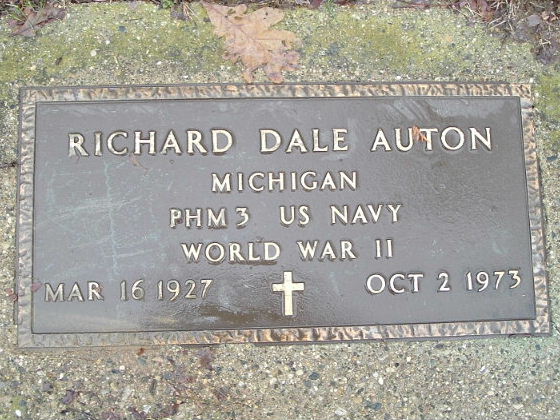 RICHARD DALE AUTON
MICHIGAN
PHM3 US NAVY
WORLD WAR II
MAR 16 1927 OCT 2 1973